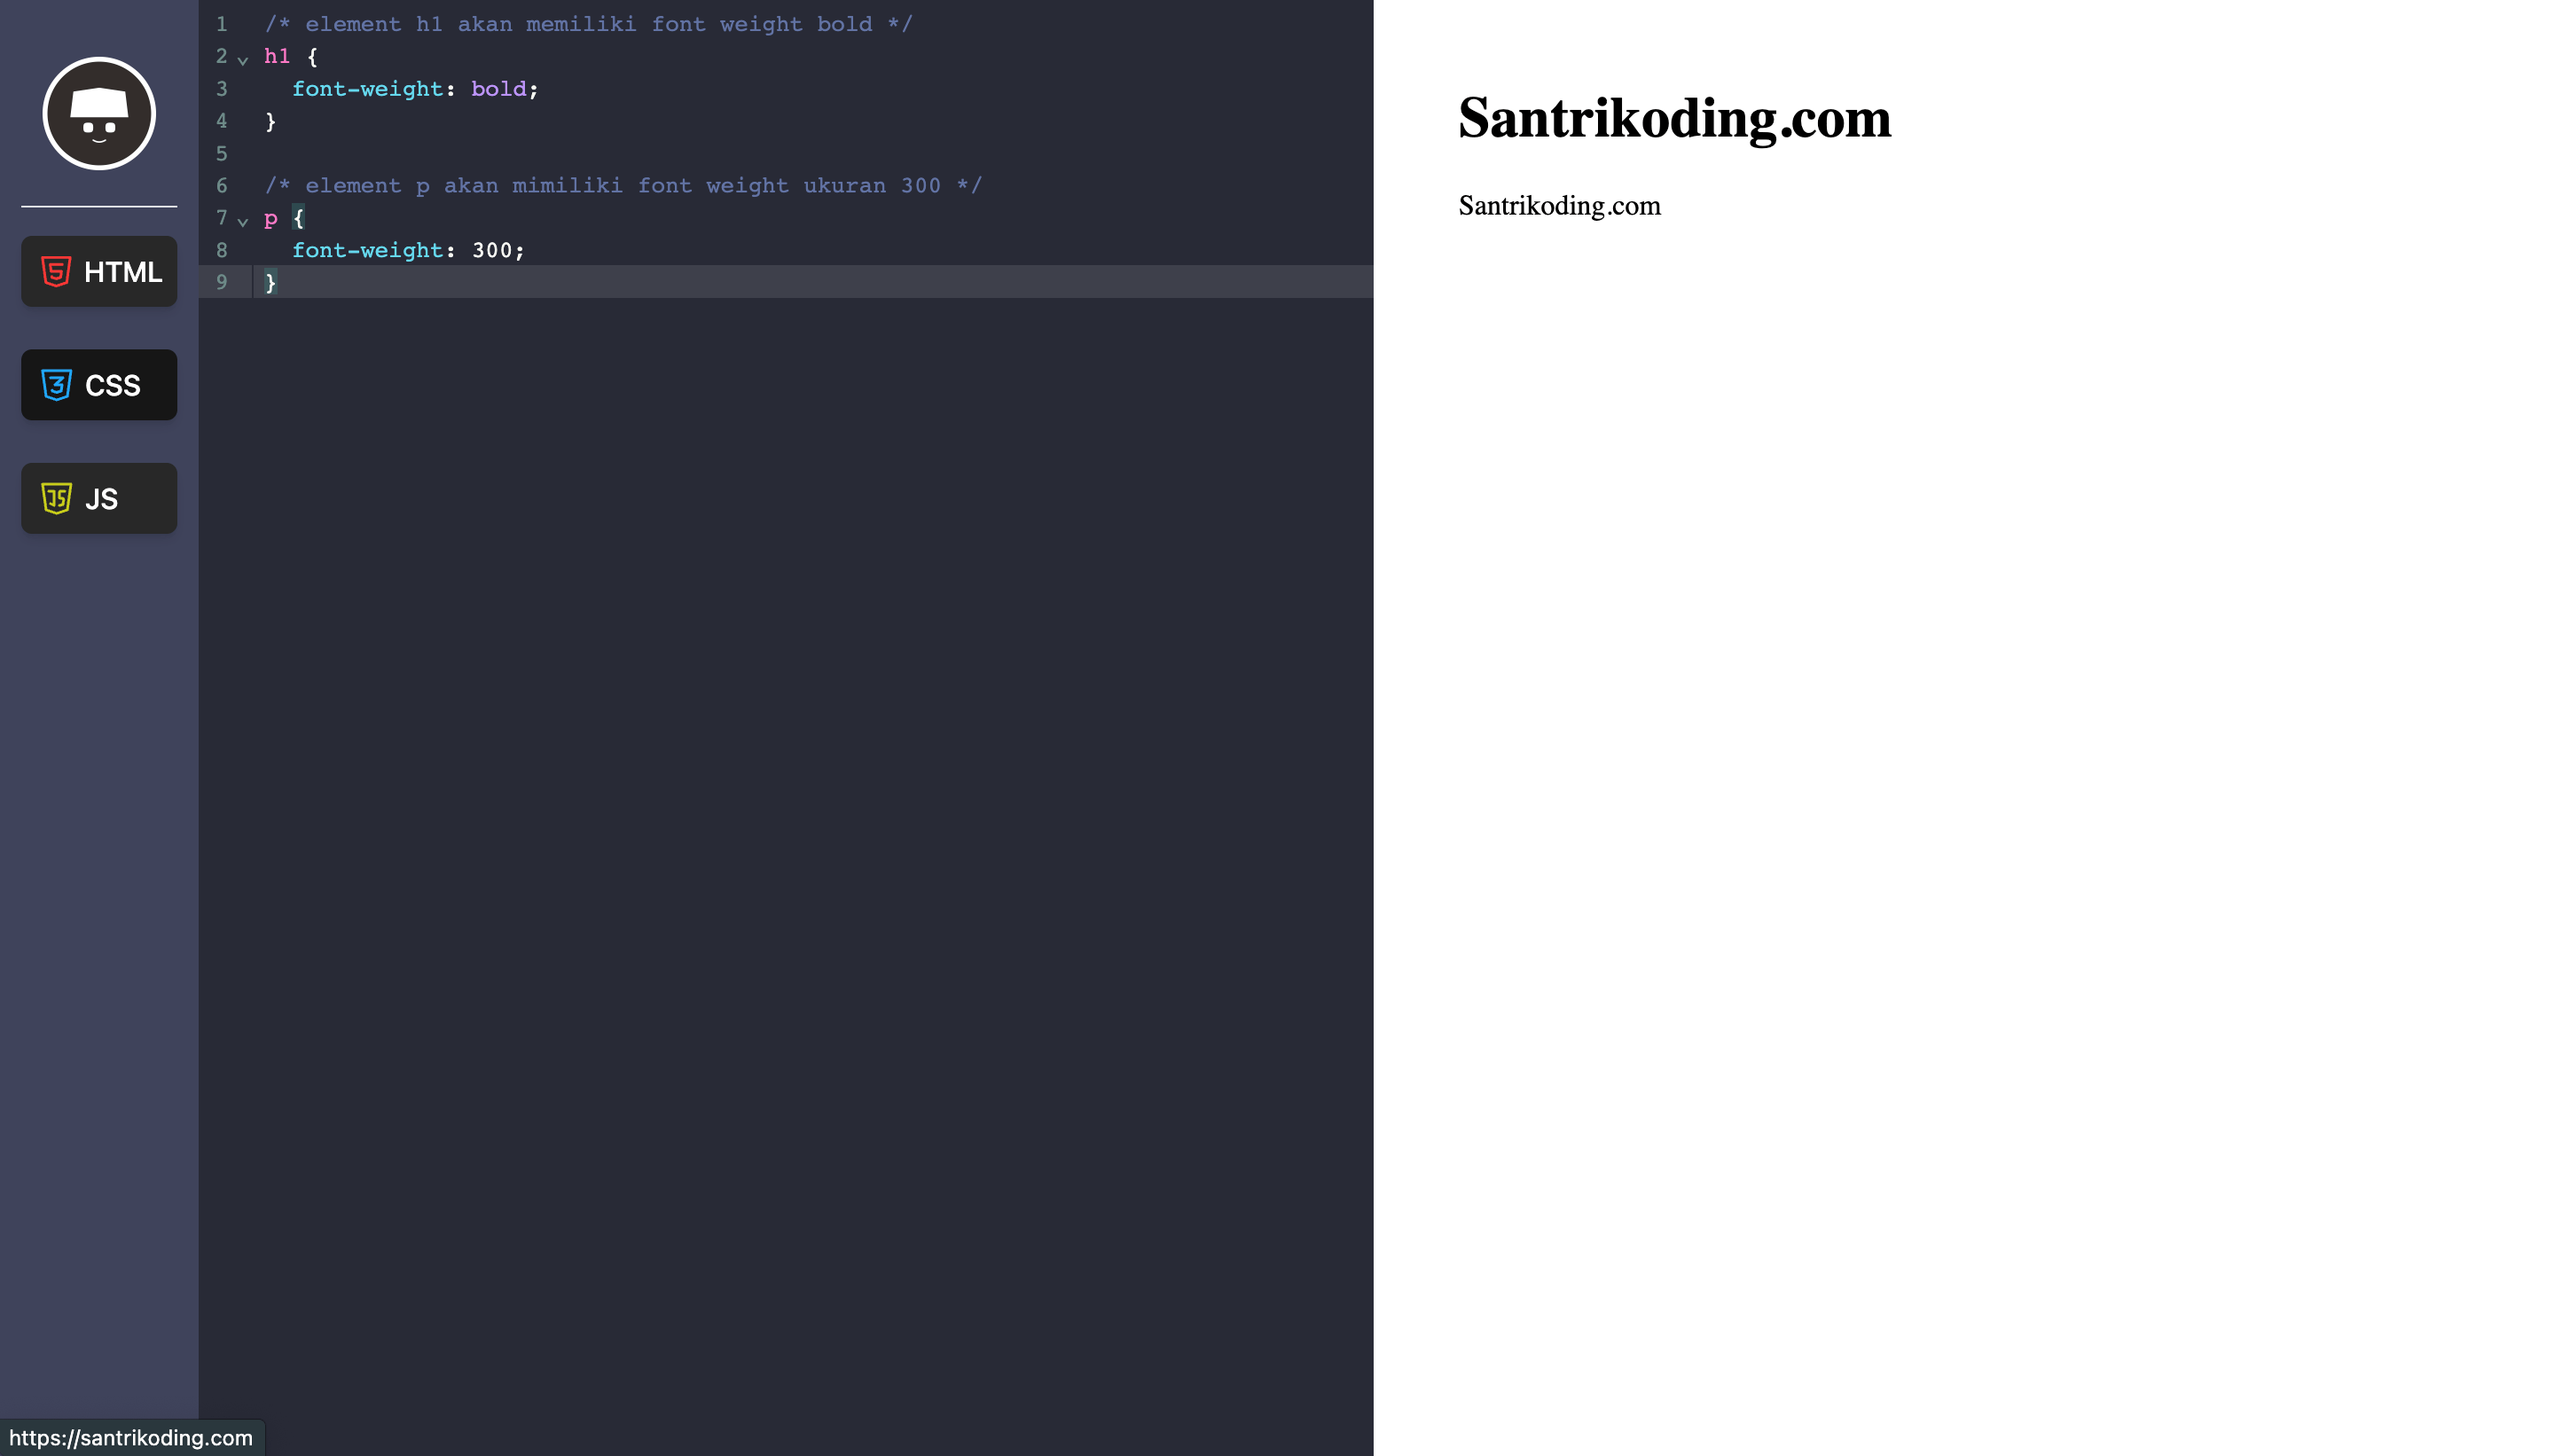 HTML
CSS
JS
1 /* element h1 akan memiliki font weight bold */
2 h1 {
3 font-weight: bold;
4 }
5
6 /* element p akan mimiliki font weight ukuran 300 */
7 p {
8 font-weight: 300;
9 }
Santrikoding.com
Santrikoding.com
https://santrikoding.com